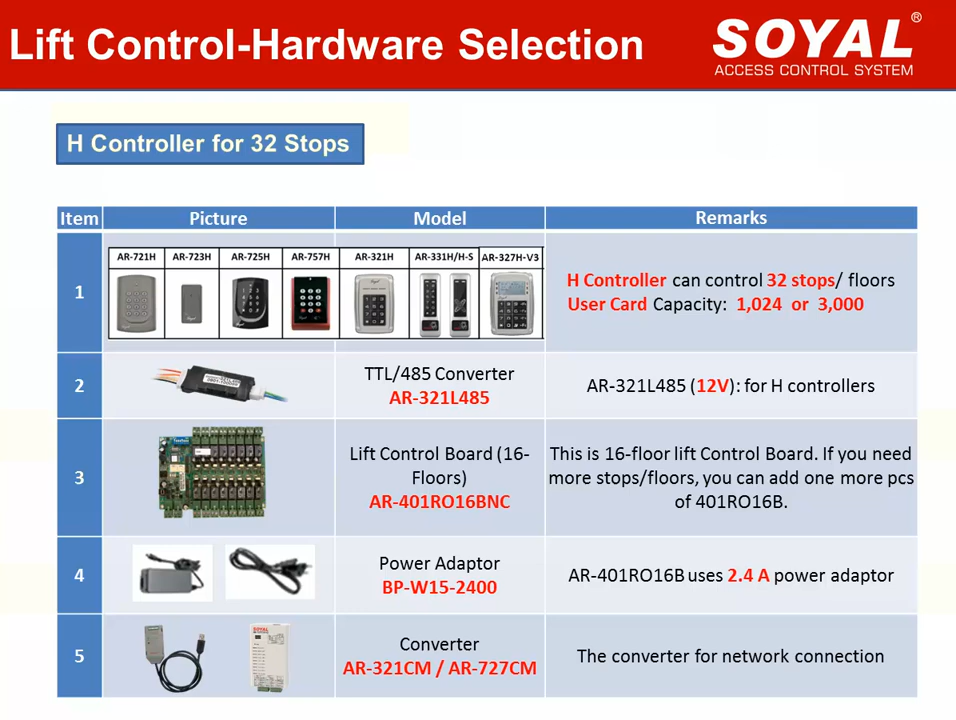 Lift Control-Hardware Selection
SOYAL®
ACCESS CONTROL SYSTEM
H Controller for 32 Stops
Item Picture Model Remarks
1
AR-721H AR-723H AR-725H AR-757H AR-321H AR-331H/H-S AR-327H-V3
H Controller can control 32 stops/ floors
User Card Capacity: 1,024 or 3,000
2
TTL/485 Converter
AR-321L485
AR-321L485 (12V): for H controllers
3
Lift Control Board (16-
Floors)
AR-401RO16BNC
This is 16-floor lift Control Board. If you need
more stops/floors, you can add one more pcs
of 401RO16B.
4
Power Adaptor
BP-W15-2400
AR-401RO16B uses 2.4 A power adaptor
5
SOYAL
Converter
AR-321CM / AR-727CM
The converter for network connection